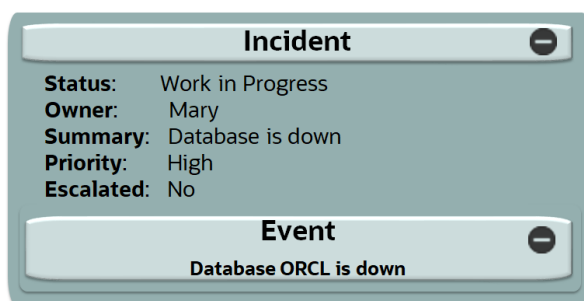 Incident
Status: Work in Progress
Owner: Mary
Summary: Database is down
Priority: High
Escalated: No
Event
Database ORCL is down